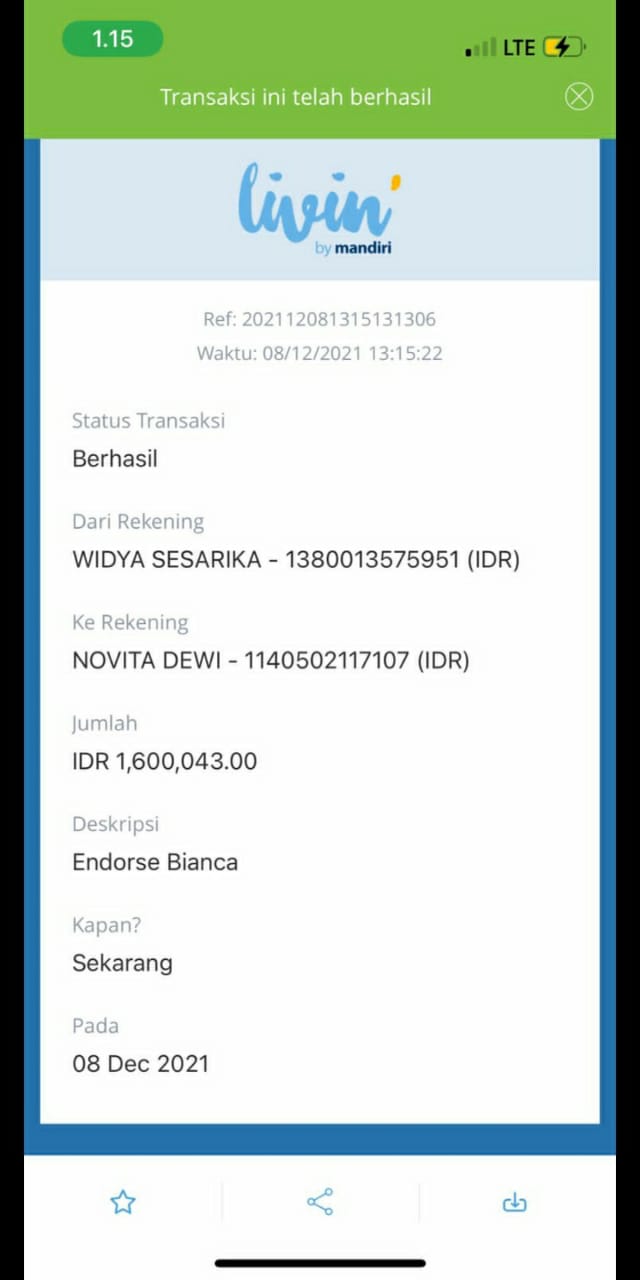 1.15
LTE
Transaksi ini telah berhasil
livin'
by mandiri
Ref: 202112081315131306
Waktu: 08/12/2021 13:15:22
Status Transaksi
Berhasil
Dari Rekening
WIDYA SESARIKA - 1380013575951 (IDR)
Ke Rekening
NOVITA DEWI - 1140502117107 (IDR)
Jumlah
IDR 1,600,043.00
Deskripsi
Endorse Bianca
Kapan?
Sekarang
Pada
08 Dec 2021